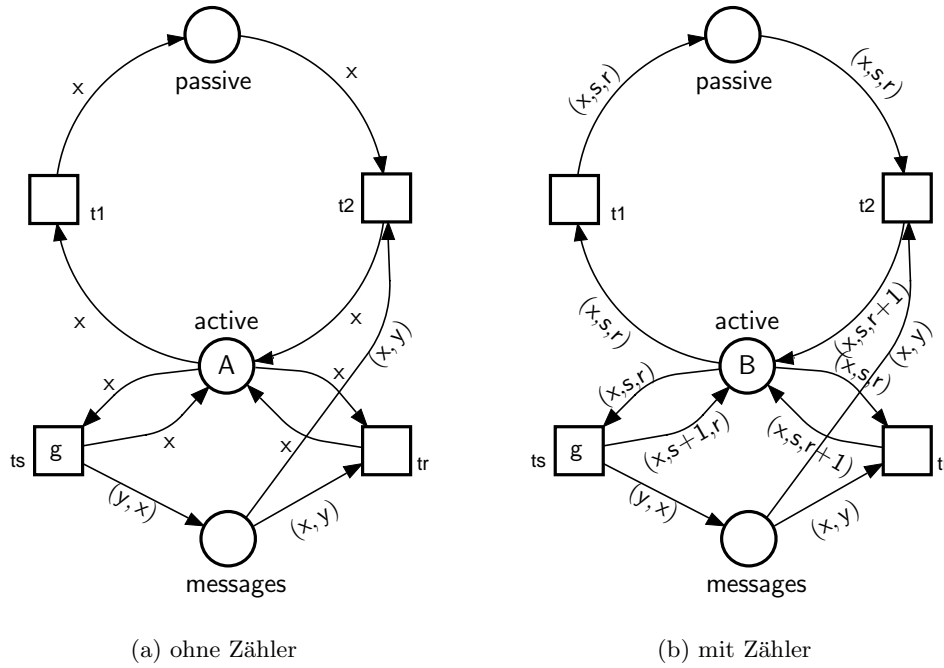 passive
x
x
t1
t2
x
active
x
A
(x,y)
x
x
x
x
ts
g
tr
(y,x)
(x,y)
messages
(a) ohne Zähler
passive
(x,s,r)
(x,s,r)
t1
t2
(x,s,r)
active
(x,s,r+1)
B
(x,y)
(x,s,r)
(x,s,r)
(x,s+1,r)
(x,s,r+1)
ts
g
(y,x)
(x,y)
messages
(b) mit Zähler